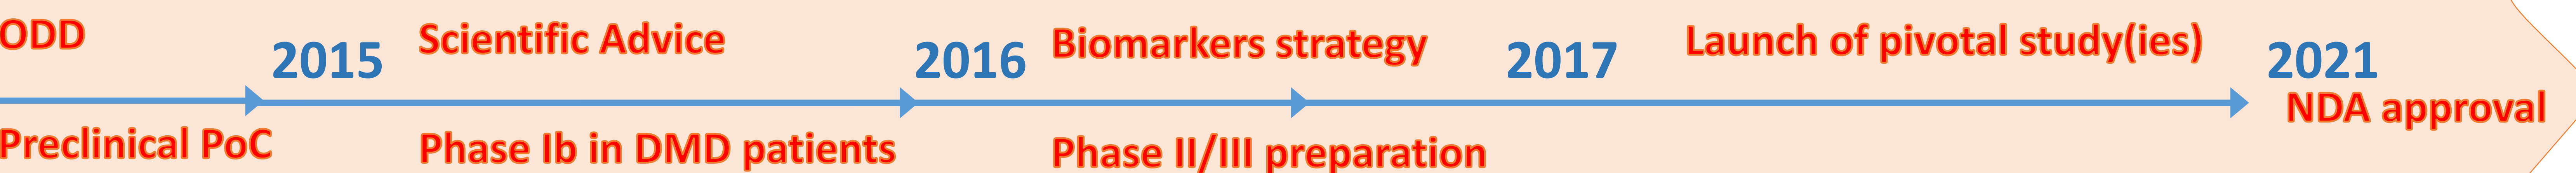 ODD
Preclinical PoC
2015
Scientific Advice
Phase Ib in DMD patients
2016
Biomarkers strategy
Phase II/III preparation
2017
Launch of pivotal study(ies)
2021
NDA approval